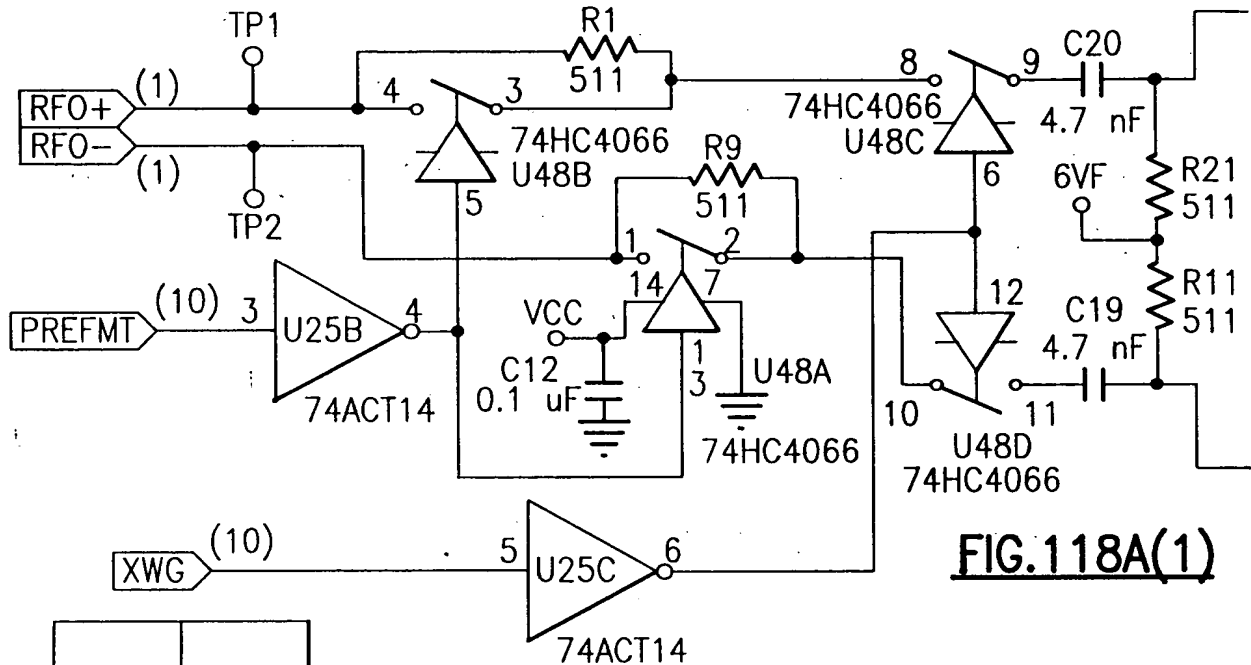 TP1
R1
511
RFO+
(1)
4
3
8
9
C20
74HC4066
U48B
74HC4066
U48C
4.7 nF
RFO-
(1)
5
6
TP2
R9
511
6VF
R21
511
PREFMT
(10)
3
U25B
4
74ACT14
1
2
14
7
VCC
C12
0.1 uF
1
3
U48A
74HC4066
12
C19
4.7 nF
R11
511
10
11
U48D
74HC4066
XWG
(10)
5
U25C
6
74ACT14
FIG.118A(1)